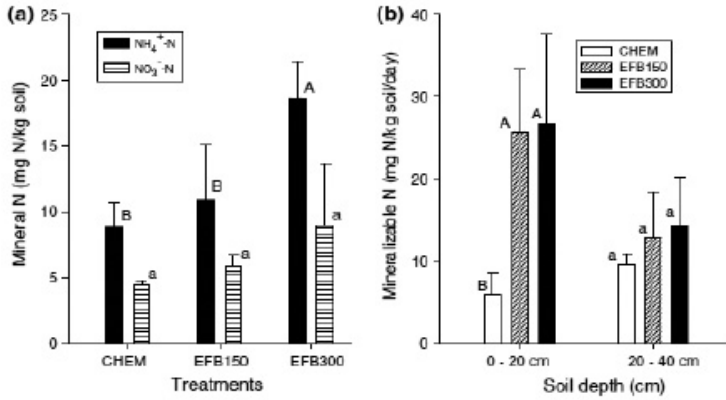 (a)
25
20
15
10
5
0
Mineral N (mg N/kg soil)
NH₄⁺-N
NO₃⁻-N
B
a
B
a
A
a
CHEM EFB150 EFB300
Treatments
(b)
40
30
20
10
0
Mineralizable N (mg N/kg soil/day)
CHEM
EFB150
EFB300
B
A
A
a
a
a
0 - 20 cm 20 - 40 cm
Soil depth (cm)